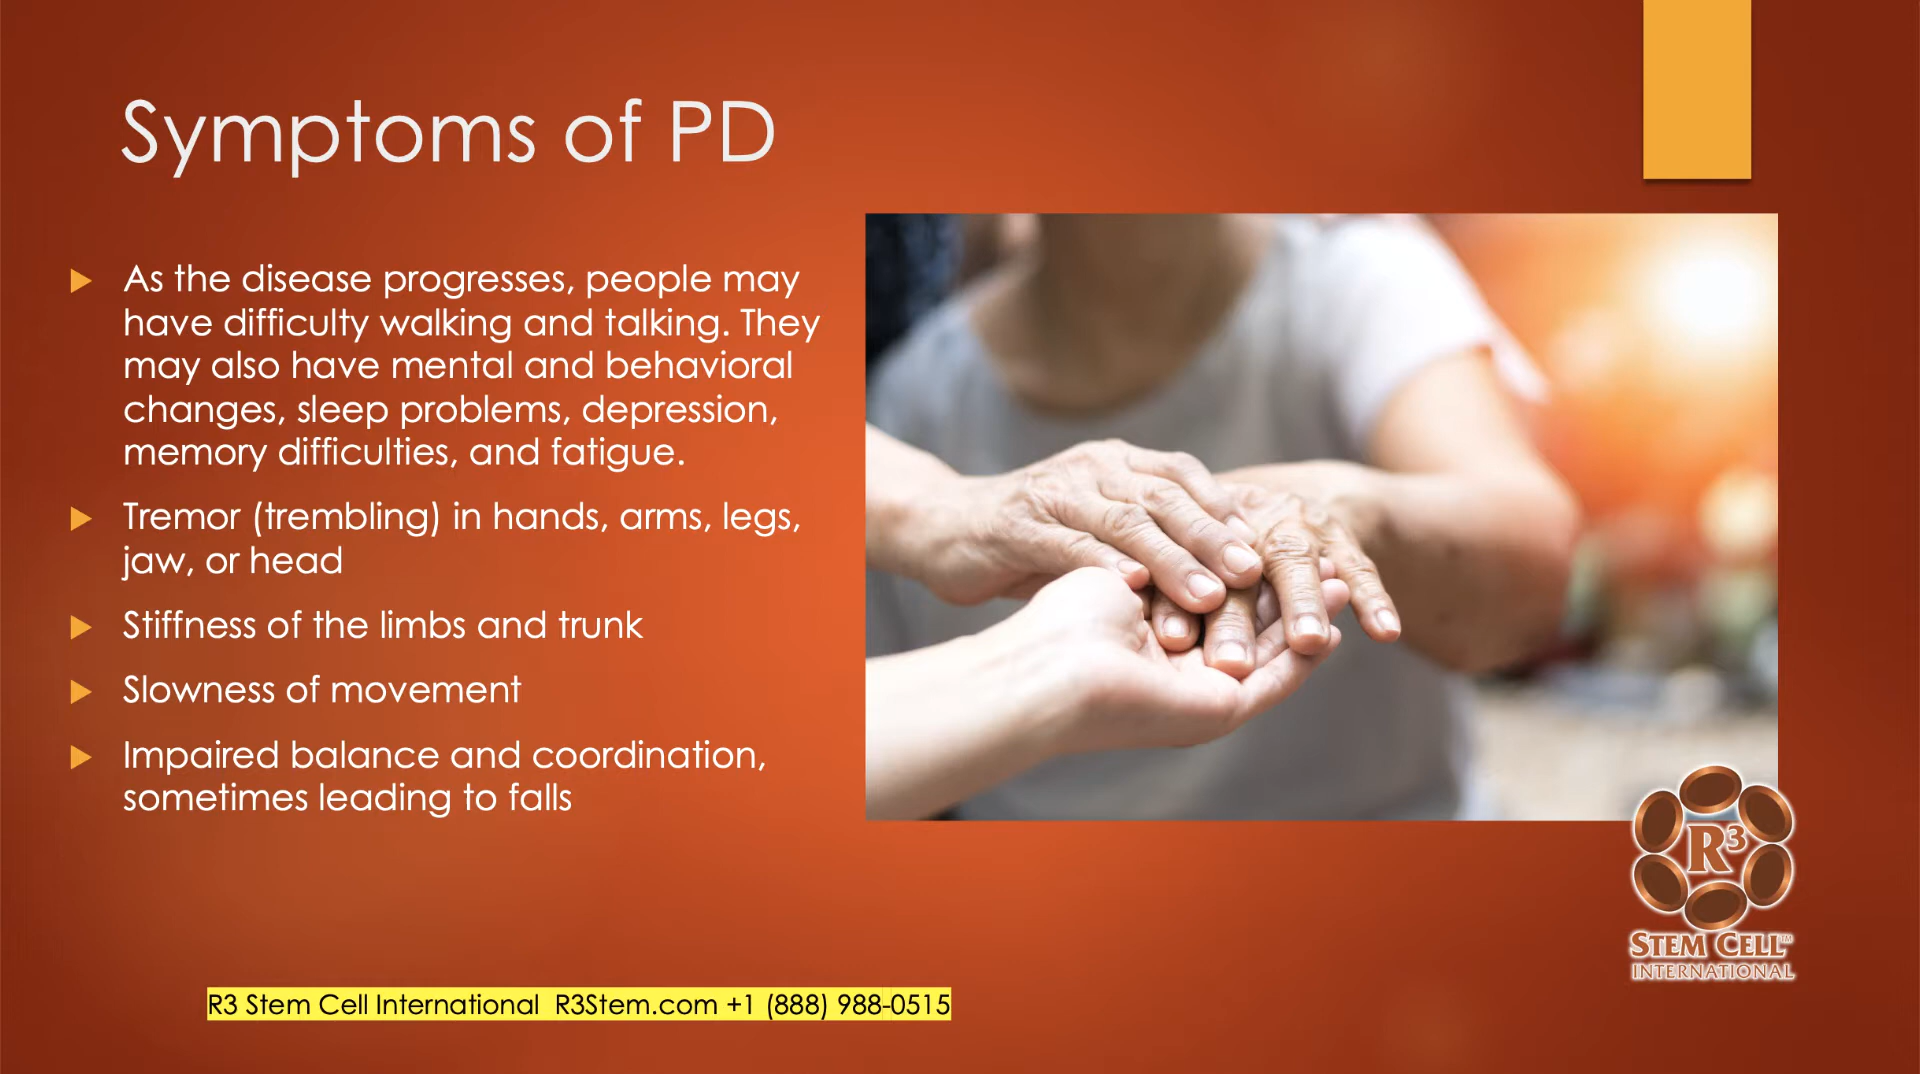 Symptoms of PD
As the disease progresses, people may
have difficulty walking and talking. They
may also have mental and behavioral
changes, sleep problems, depression,
memory difficulties, and fatigue.
Tremor (trembling) in hands, arms, legs,
jaw, or head
Stiffness of the limbs and trunk
Slowness of movement
Impaired balance and coordination,
sometimes leading to falls
R3
STEM CELL™
INTERNATIONAL
R3 Stem Cell International  R3Stem.com +1 (888) 988-0515